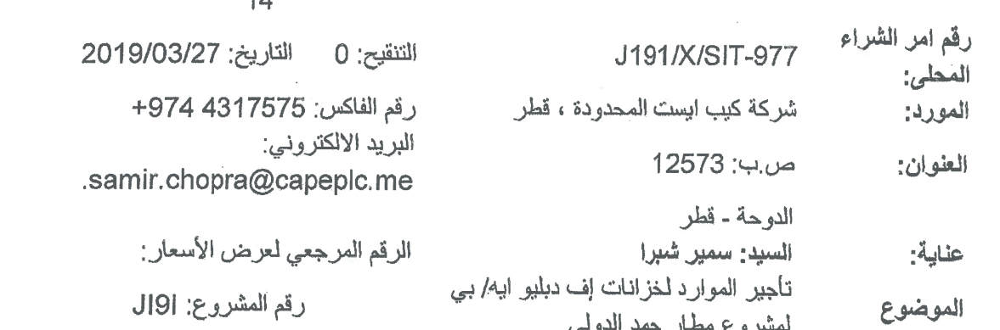 14
رقم امر الشراء المحلى: J191/X/SIT-977 التنقيح: 0 التاريخ: 2019/03/27
المورد: شركة كيب ايست المحدودة ، قطر رقم الفاكس: 4317575 974+
العنوان: ص.ب: 12573 البريد الالكتروني:
samir.chopra@capeplc.me.
الدوحة - قطر
عناية: السيد: سمير شبرا الرقم المرجعي لعرض الأسعار:
الموضوع تأجير الموارد لخزانات إف دبليو ايه/ بي رقم المشروع: JI9I
لمشروع مطار حمد الدولي